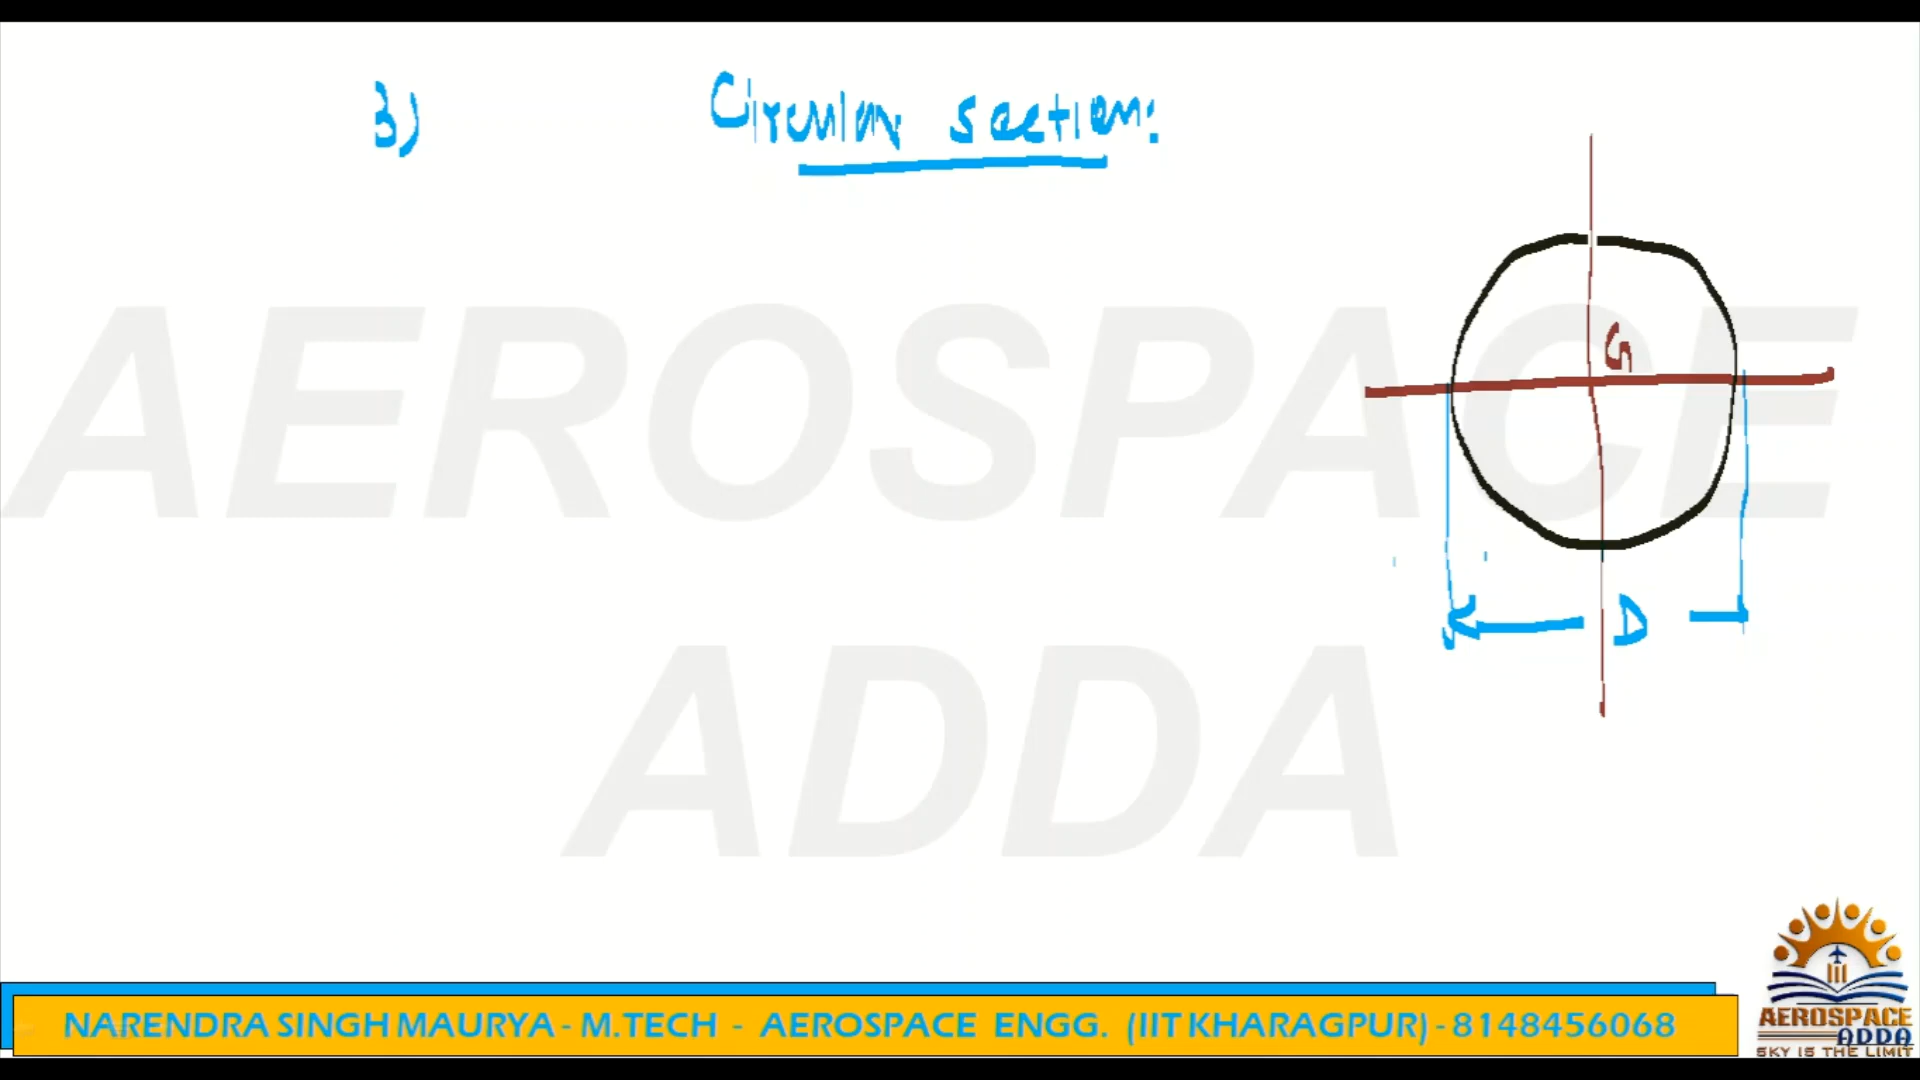 3) Circular section:
G
D
AEROSPACE
ADDA
NARENDRA SINGH MAURYA - M.TECH - AEROSPACE ENGG. (IIT KHARAGPUR) - 8148456068
AEROSPACE
ADDA
SKY IS THE LIMIT